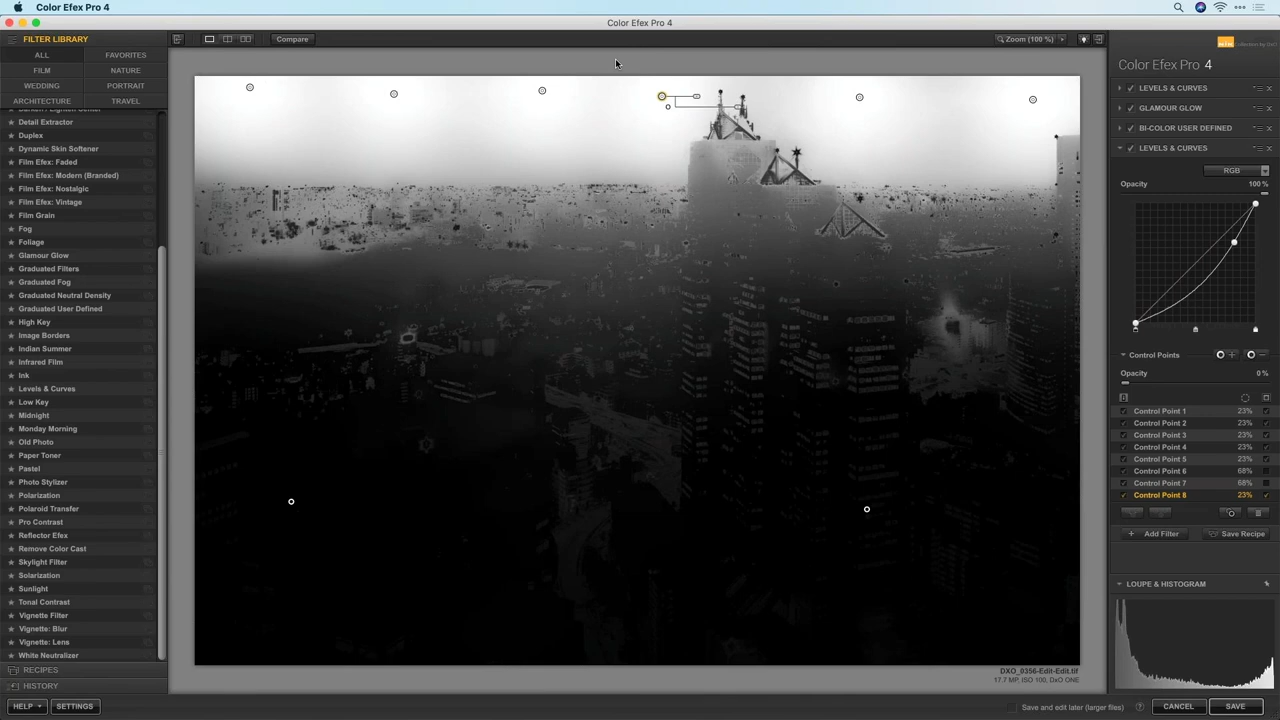 Color Efex Pro 4
Color Efex Pro 4
FILTER LIBRARY
Compare
Zoom (100 %)
ALL
FAVORITES
FILM
NATURE
WEDDING
PORTRAIT
ARCHITECTURE
TRAVEL
Darken / Lighten Center
Detail Extractor
Duplex
Dynamic Skin Softener
Film Efex: Faded
Film Efex: Modern (Branded)
Film Efex: Nostalgic
Film Efex: Vintage
Film Grain
Fog
Foliage
Glamour Glow
Graduated Filters
Graduated Fog
Graduated Neutral Density
Graduated User Defined
High Key
Image Borders
Indian Summer
Infrared Film
Ink
Levels & Curves
Low Key
Midnight
Monday Morning
Old Photo
Paper Toner
Pastel
Photo Stylizer
Polarization
Polaroid Transfer
Pro Contrast
Reflector Efex
Remove Color Cast
Skylight Filter
Solarization
Sunlight
Tonal Contrast
Vignette Filter
Vignette: Blur
Vignette: Lens
White Neutralizer
RECIPES
HISTORY
HELP
SETTINGS
DXO_0356-Edit-Edit.tif
17.7 MP, ISO 100, DxO ONE
Color Efex Pro 4
LEVELS & CURVES
GLAMOUR GLOW
BI-COLOR USER DEFINED
LEVELS & CURVES
RGB
Opacity 100 %
Control Points
Opacity 0 %
Control Point 1 23%
Control Point 2 23%
Control Point 3 23%
Control Point 4 23%
Control Point 5 23%
Control Point 6 68%
Control Point 7 68%
Control Point 8 23%
Add Filter
Save Recipe
LOUPE & HISTOGRAM
Save and edit later (larger files)
CANCEL
SAVE